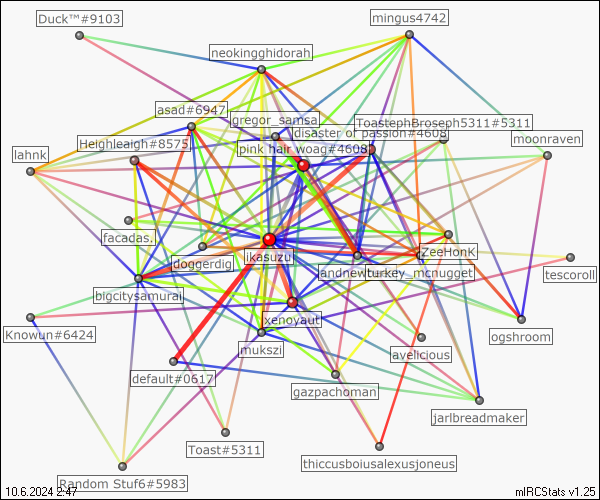 Duck™#9103
mingus4742
neokingghidorah
asad#6947
gregor_samsa
ToastephBroseph5311#5311
disaster of passion#4608
Heighleigh#8575
pink hair woag#4608
moonraven
lahnk
facadas.
ikasuzu
ZeeHonK
doggerdig
andnewt
turkey_mcnugget
tescoroll
bigcitysamurai
xenoyaut
Knowun#6424
mukszi
ogshroom
avelicious
default#0617
gazpachoman
jarlbreadmaker
Toast#5311
thiccusboiusalexusjoneus
Random Stuf6#5983
10.6.2024 2:47
mIRCStats v1.25